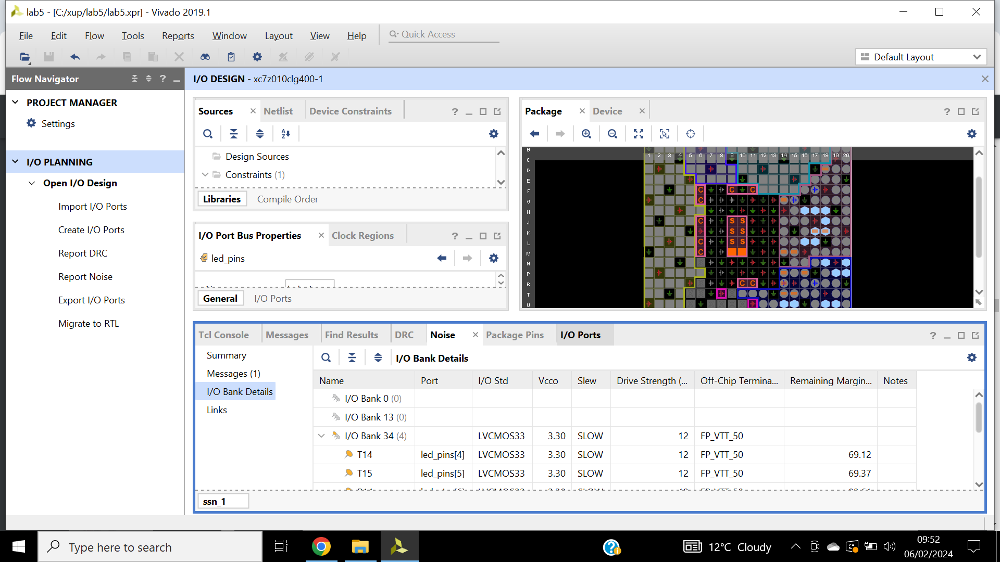 lab5 - [C:/xup/lab5/lab5.xpr] - Vivado 2019.1
File Edit Flow Tools Reports Window Layout View Help Quick Access
Default Layout
Flow Navigator
PROJECT MANAGER
Settings
I/O PLANNING
Open I/O Design
Import I/O Ports
Create I/O Ports
Report DRC
Report Noise
Export I/O Ports
Migrate to RTL
I/O DESIGN - xc7z010clg400-1
Sources Netlist Device Constraints
Design Sources
Constraints (1)
Libraries Compile Order
I/O Port Bus Properties Clock Regions
led_pins
General I/O Ports
Package Device
1 2 3 4 5 6 7 8 9 10 11 12 13 14 15 16 17 18 19 20
B
C
D
E
F
G
H
J
K
L
M
N
P
R
T
U
C C C
C
C S S
S S
C S S
C
C C
Tcl Console Messages Find Results DRC Noise Package Pins I/O Ports
Summary
Messages (1)
I/O Bank Details
Links
I/O Bank Details
Name Port I/O Std Vcco Slew Drive Strength (... Off-Chip Termina... Remaining Margin... Notes
I/O Bank 0 (0)
I/O Bank 13 (0)
I/O Bank 34 (4) LVCMOS33 3.30 SLOW 12 FP_VTT_50
T14 led_pins[4] LVCMOS33 3.30 SLOW 12 FP_VTT_50 69.12
T15 led_pins[5] LVCMOS33 3.30 SLOW 12 FP_VTT_50 69.37
ssn_1
Type here to search
12°C Cloudy
09:52
06/02/2024